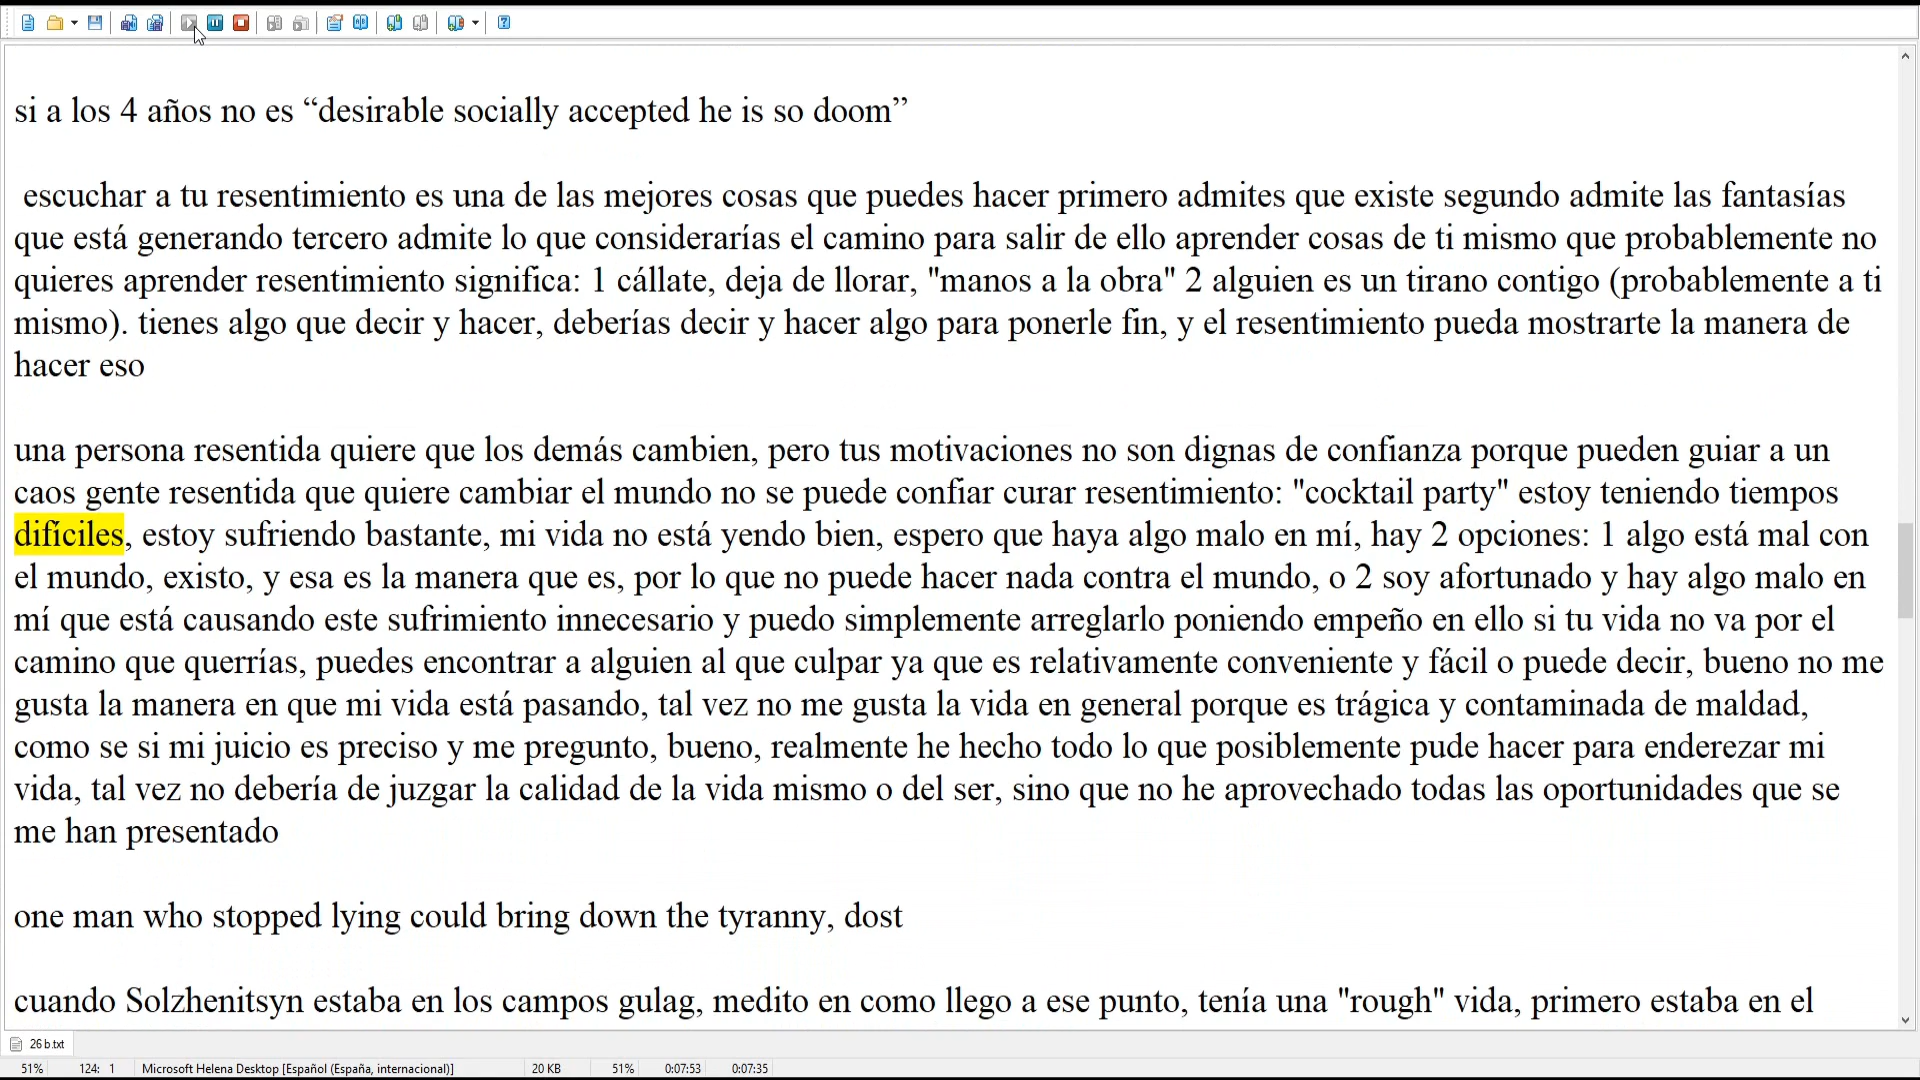 si a los 4 años no es “desirable socially accepted he is so doom”
escuchar a tu resentimiento es una de las mejores cosas que puedes hacer primero admites que existe segundo admite las fantasías
que está generando tercero admite lo que considerarías el camino para salir de ello aprender cosas de ti mismo que probablemente no
quieres aprender resentimiento significa: 1 cállate, deja de llorar, "manos a la obra" 2 alguien es un tirano contigo (probablemente a ti
mismo). tienes algo que decir y hacer, deberías decir y hacer algo para ponerle fin, y el resentimiento pueda mostrarte la manera de
hacer eso
una persona resentida quiere que los demás cambien, pero tus motivaciones no son dignas de confianza porque pueden guiar a un
caos gente resentida que quiere cambiar el mundo no se puede confiar curar resentimiento: "cocktail party" estoy teniendo tiempos
difíciles, estoy sufriendo bastante, mi vida no está yendo bien, espero que haya algo malo en mí, hay 2 opciones: 1 algo está mal con
el mundo, existo, y esa es la manera que es, por lo que no puede hacer nada contra el mundo, o 2 soy afortunado y hay algo malo en
mí que está causando este sufrimiento innecesario y puedo simplemente arreglarlo poniendo empeño en ello si tu vida no va por el
camino que querrías, puedes encontrar a alguien al que culpar ya que es relativamente conveniente y fácil o puede decir, bueno no me
gusta la manera en que mi vida está pasando, tal vez no me gusta la vida en general porque es trágica y contaminada de maldad,
como se si mi juicio es preciso y me pregunto, bueno, realmente he hecho todo lo que posiblemente pude hacer para enderezar mi
vida, tal vez no debería de juzgar la calidad de la vida mismo o del ser, sino que no he aprovechado todas las oportunidades que se
me han presentado
one man who stopped lying could bring down the tyranny, dost
cuando Solzhenitsyn estaba en los campos gulag, medito en como llego a ese punto, tenía una "rough" vida, primero estaba en el
26 b.txt
51% 124: 1 Microsoft Helena Desktop [Español (España, internacional)] 20 KB 51% 0:07:53 0:07:35